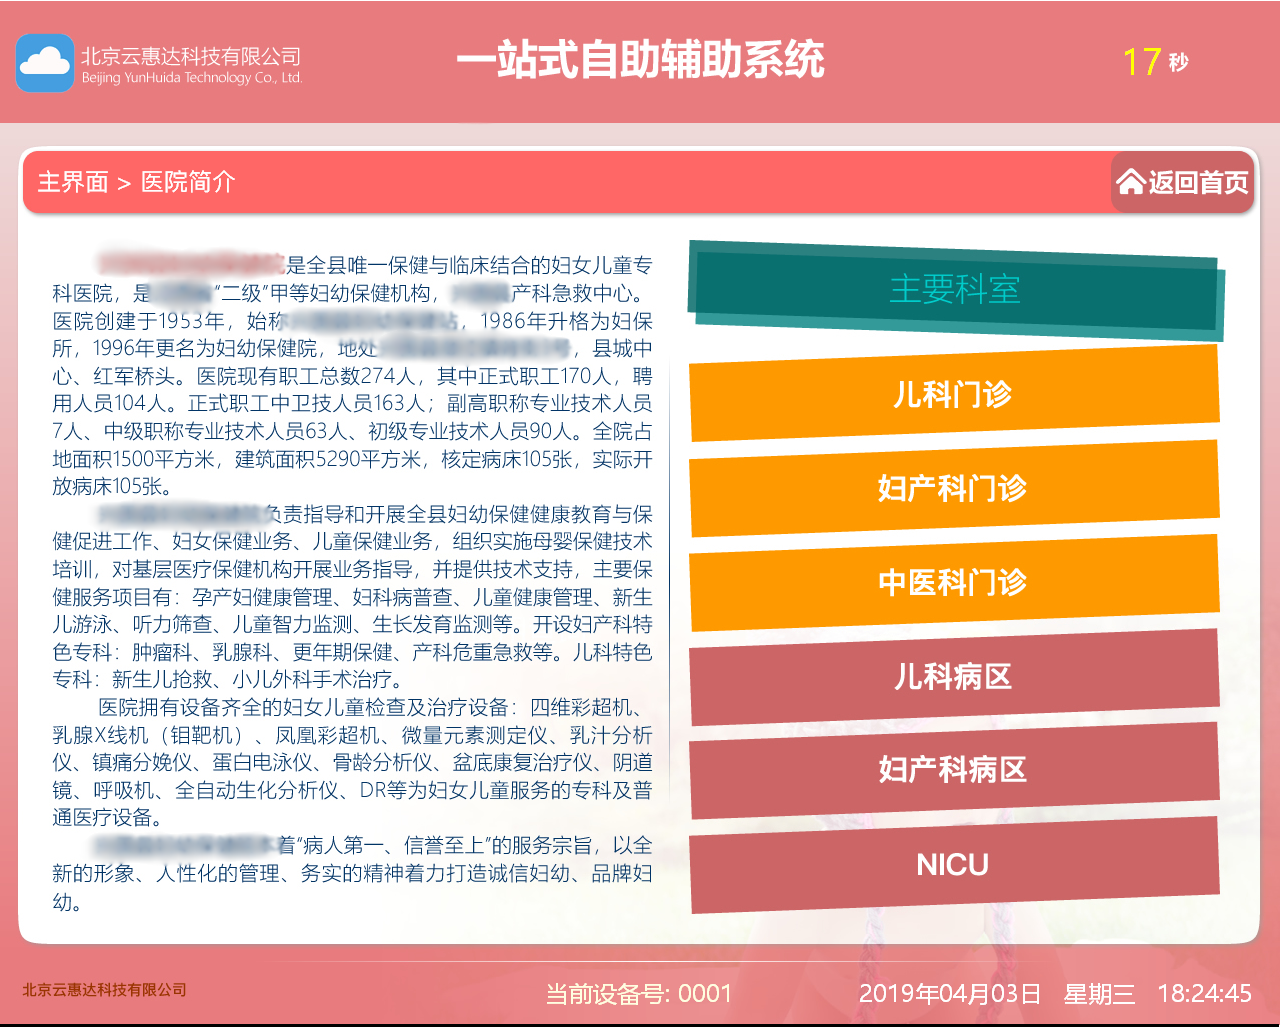 北京云惠达科技有限公司
Beijing YunHuida Technology Co., Ltd.
一站式自助辅助系统
17 秒
主界面 > 医院简介
返回首页
是全县唯一保健与临床结合的妇女儿童专
科医院，是“二级”甲等妇幼保健机构，产科急救中心。
医院创建于1953年，始称，1986年升格为妇保
所，1996年更名为妇幼保健院，地处，县城中
心、红军桥头。医院现有职工总数274人，其中正式职工170人，聘
用人员104人。正式职工中卫技人员163人；副高职称专业技术人员
7人、中级职称专业技术人员63人、初级专业技术人员90人。全院占
地面积1500平方米，建筑面积5290平方米，核定病床105张，实际开
放病床105张。
负责指导和开展全县妇幼保健健康教育与保
健促进工作、妇女保健业务、儿童保健业务，组织实施母婴保健技术
培训，对基层医疗保健机构开展业务指导，并提供技术支持，主要保
健服务项目有：孕产妇健康管理、妇科病普查、儿童健康管理、新生
儿游泳、听力筛查、儿童智力监测、生长发育监测等。开设妇产科特
色专科：肿瘤科、乳腺科、更年期保健、产科危重急救等。儿科特色
专科：新生儿抢救、小儿外科手术治疗。
医院拥有设备齐全的妇女儿童检查及治疗设备：四维彩超机、
乳腺X线机（钼靶机）、凤凰彩超机、微量元素测定仪、乳汁分析
仪、镇痛分娩仪、蛋白电泳仪、骨龄分析仪、盆底康复治疗仪、阴道
镜、呼吸机、全自动生化分析仪、DR等为妇女儿童服务的专科及普
通医疗设备。
着“病人第一、信誉至上”的服务宗旨，以全
新的形象、人性化的管理、务实的精神着力打造诚信妇幼、品牌妇
幼。
主要科室
儿科门诊
妇产科门诊
中医科门诊
儿科病区
妇产科病区
NICU
北京云惠达科技有限公司
当前设备号: 0001
2019年04月03日 星期三 18:24:45